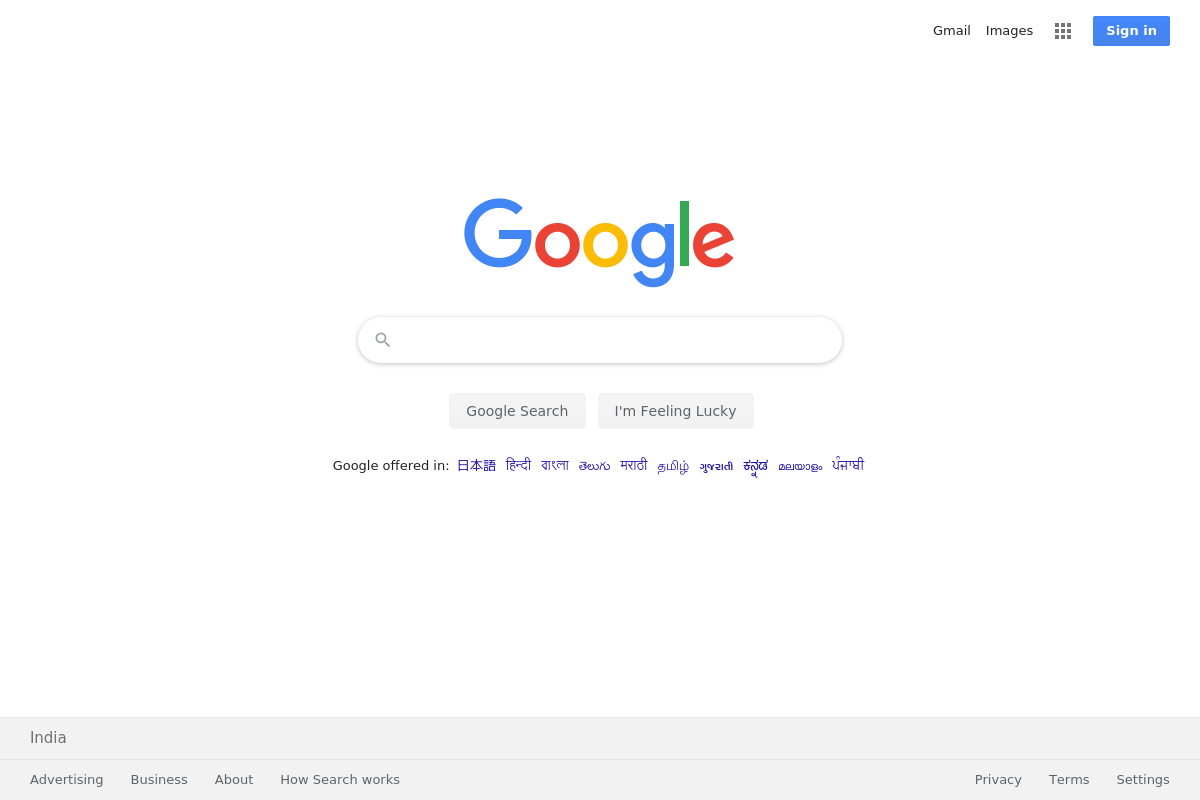 Gmail Images Sign in
Google
Google Search I'm Feeling Lucky
Google offered in: 日本語 हिन्दी বাংলা తెలుగు मराठी தமிழ் ગુજરાતી ಕನ್ನಡ മലയാളം ਪੰਜਾਬੀ
India
Advertising Business About How Search works Privacy Terms Settings